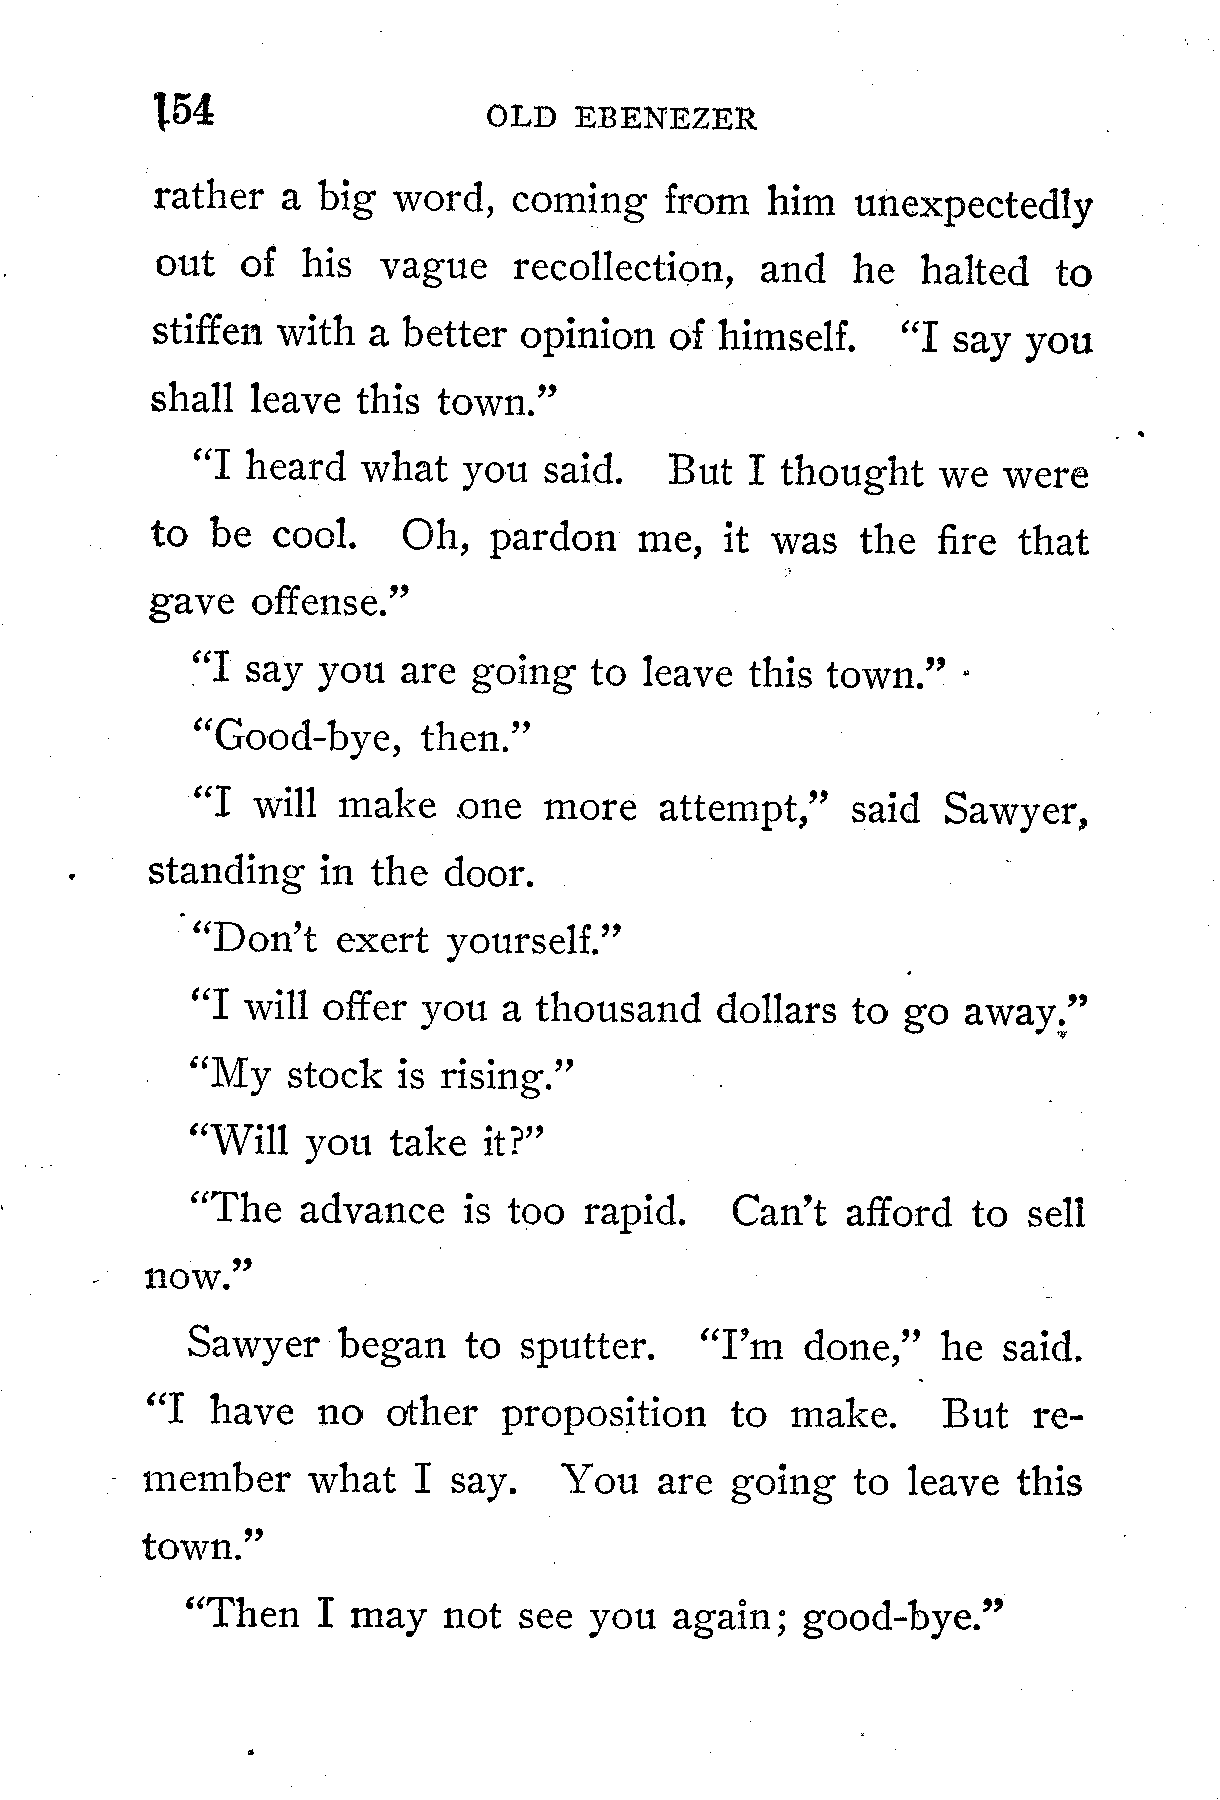 154 OLD EBENEZER
rather a big word, coming from him unexpectedly
out of his vague recollection, and he halted to
stiffen with a better opinion of himself. “I say you
shall leave this town.”
“I heard what you said. But I thought we were
to be cool. Oh, pardon me, it was the fire that
gave offense.”
“I say you are going to leave this town.”
“Good-bye, then.”
“I will make one more attempt,” said Sawyer,
standing in the door.
“Don’t exert yourself.”
“I will offer you a thousand dollars to go away.”
“My stock is rising.”
“Will you take it?”
“The advance is too rapid. Can’t afford to sell
now.”
Sawyer began to sputter. “I’m done,” he said.
“I have no other proposition to make. But re-
member what I say. You are going to leave this
town.”
“Then I may not see you again; good-bye.”